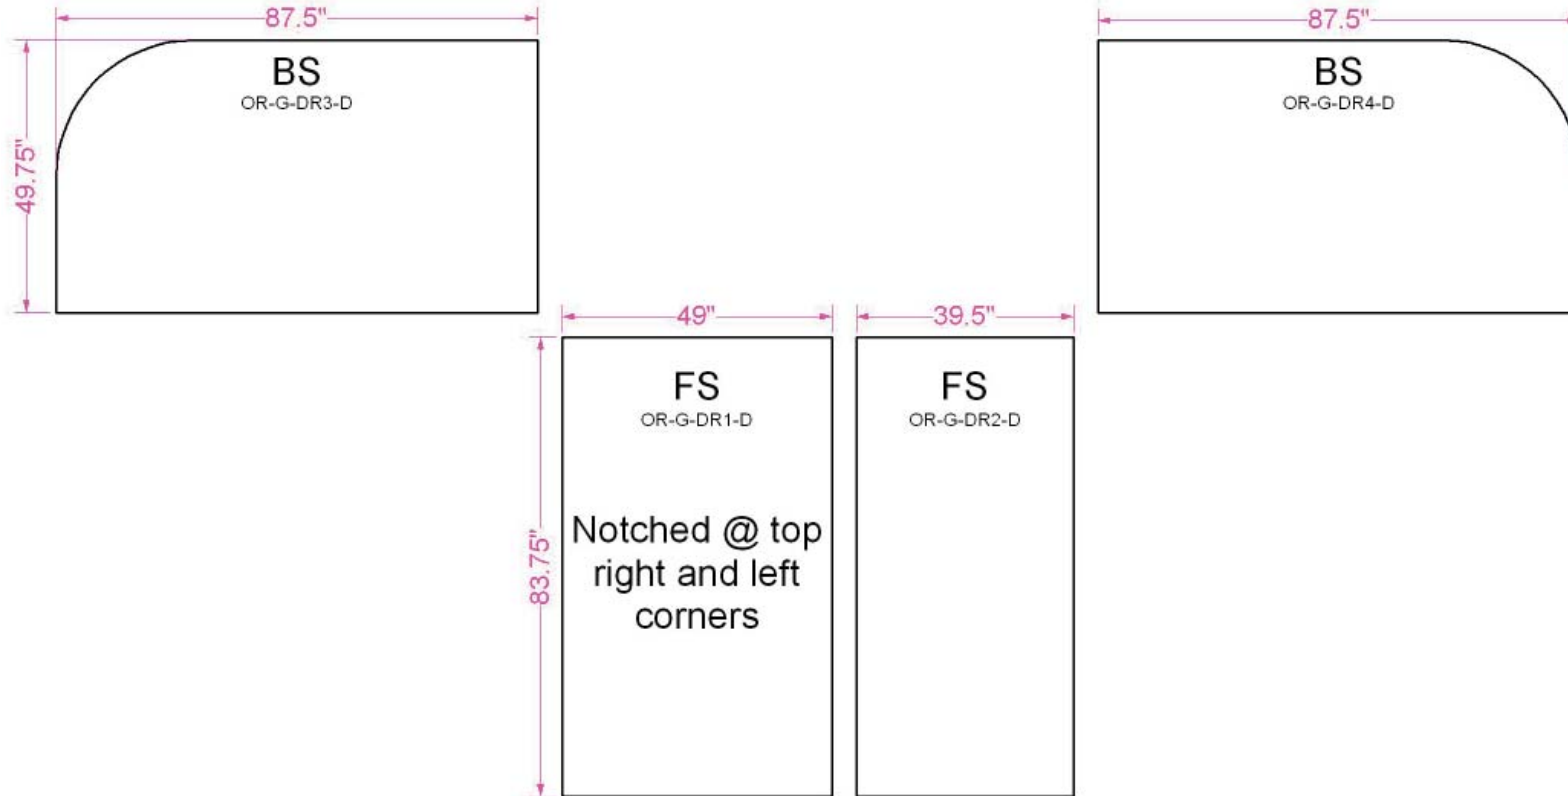 87.5"
87.5"
BS
OR-G-DR3-D
BS
OR-G-DR4-D
49.75"
49"
39.5"
FS
OR-G-DR1-D
FS
OR-G-DR2-D
83.75"
Notched @ top
right and left
corners